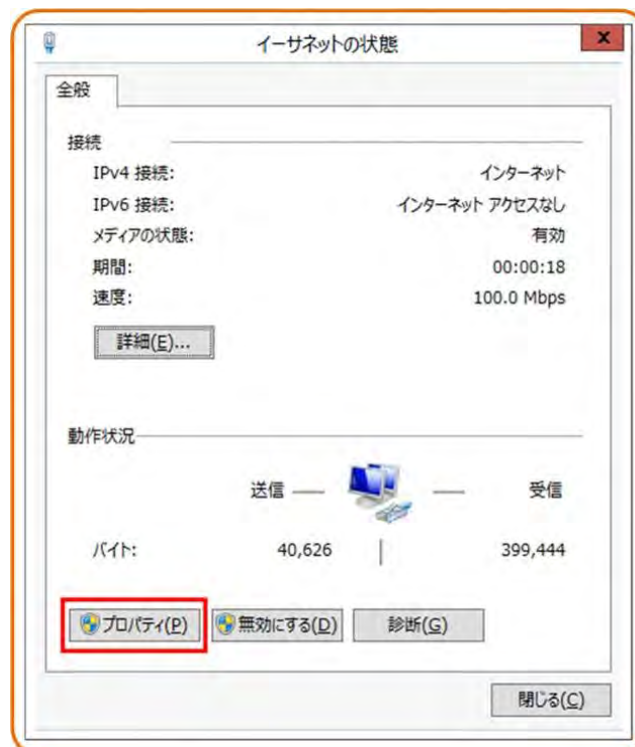 イーサネットの状態
x
全般
接続
IPv4 接続: インターネット
IPv6 接続: インターネット アクセスなし
メディアの状態: 有効
期間: 00:00:18
速度: 100.0 Mbps
詳細(E)...
動作状況
送信 受信
バイト: 40,626 399,444
プロパティ(P) 無効にする(D) 診断(G)
閉じる(C)